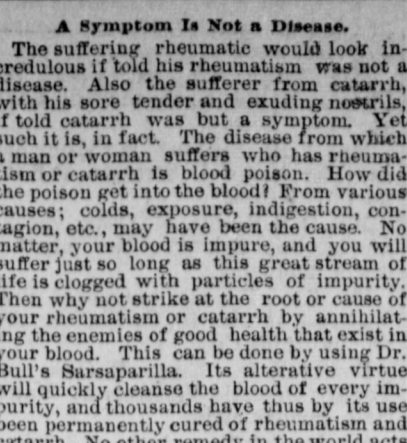 A Symptom Is Not a Disease.
The suffering rheumatic would look in-
credulous if told his rheumatism was not a
disease. Also the sufferer from catarrh,
with his sore tender and exuding nostrils,
if told catarrh was but a symptom. Yet
such it is, in fact. The disease from which
a man or woman suffers who has rheuma-
tism or catarrh is blood poison. How did
the poison get into the blood? From various
causes; colds, exposure, indigestion, con-
tagion, etc., may have been the cause. No
matter, your blood is impure, and you will
suffer just so long as this great stream of
life is clogged with particles of impurity.
Then why not strike at the root or cause of
your rheumatism or catarrh by annihilat-
ing the enemies of good health that exist in
your blood. This can be done by using Dr.
Bull's Sarsaparilla. Its alterative virtue
will quickly cleanse the blood of every im-
purity, and thousands have thus by its use
been permanently cured of rheumatism and
catarrh. No other remedy in the world acts